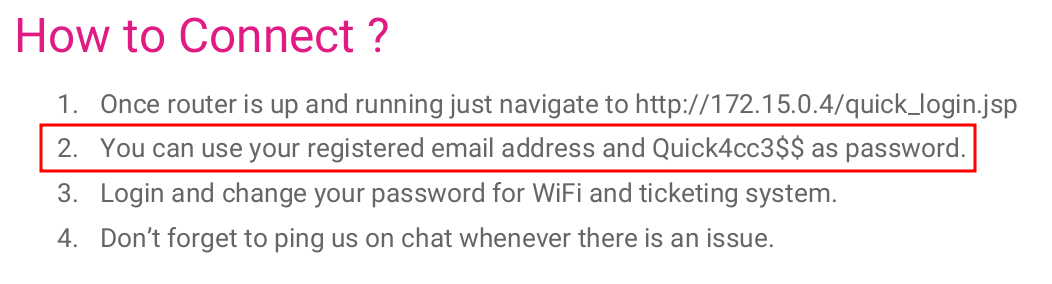 How to Connect ?
1. Once router is up and running just navigate to http://172.15.0.4/quick_login.jsp
2. You can use your registered email address and Quick4cc3$$ as password.
3. Login and change your password for WiFi and ticketing system.
4. Don’t forget to ping us on chat whenever there is an issue.